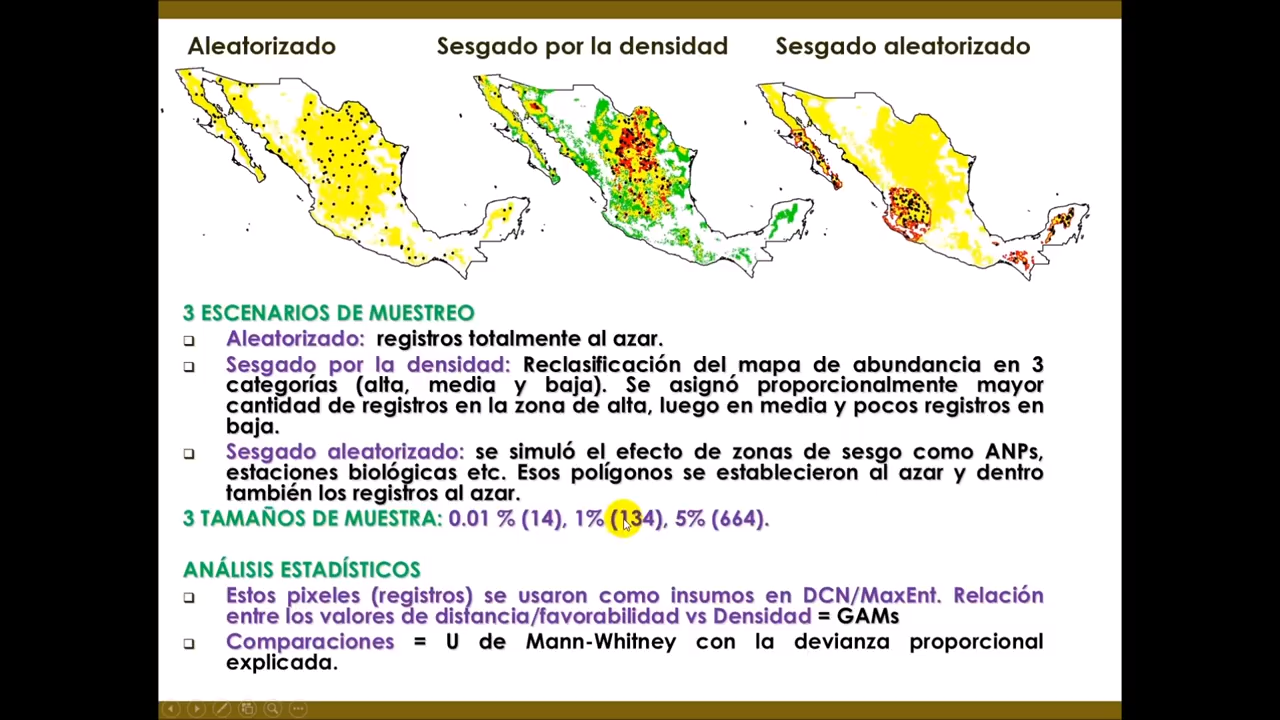 Aleatorizado Sesgado por la densidad Sesgado aleatorizado
3 ESCENARIOS DE MUESTREO
❑ Aleatorizado: registros totalmente al azar.
❑ Sesgado por la densidad: Reclasificación del mapa de abundancia en 3
categorías (alta, media y baja). Se asignó proporcionalmente mayor
cantidad de registros en la zona de alta, luego en media y pocos registros en
baja.
❑ Sesgado aleatorizado: se simuló el efecto de zonas de sesgo como ANPs,
estaciones biológicas etc. Esos polígonos se establecieron al azar y dentro
también los registros al azar.
3 TAMAÑOS DE MUESTRA: 0.01 % (14), 1% (134), 5% (664).
ANÁLISIS ESTADÍSTICOS
❑ Estos pixeles (registros) se usaron como insumos en DCN/MaxEnt. Relación
entre los valores de distancia/favorabilidad vs Densidad = GAMs
❑ Comparaciones = U de Mann-Whitney con la devianza proporcional
explicada.